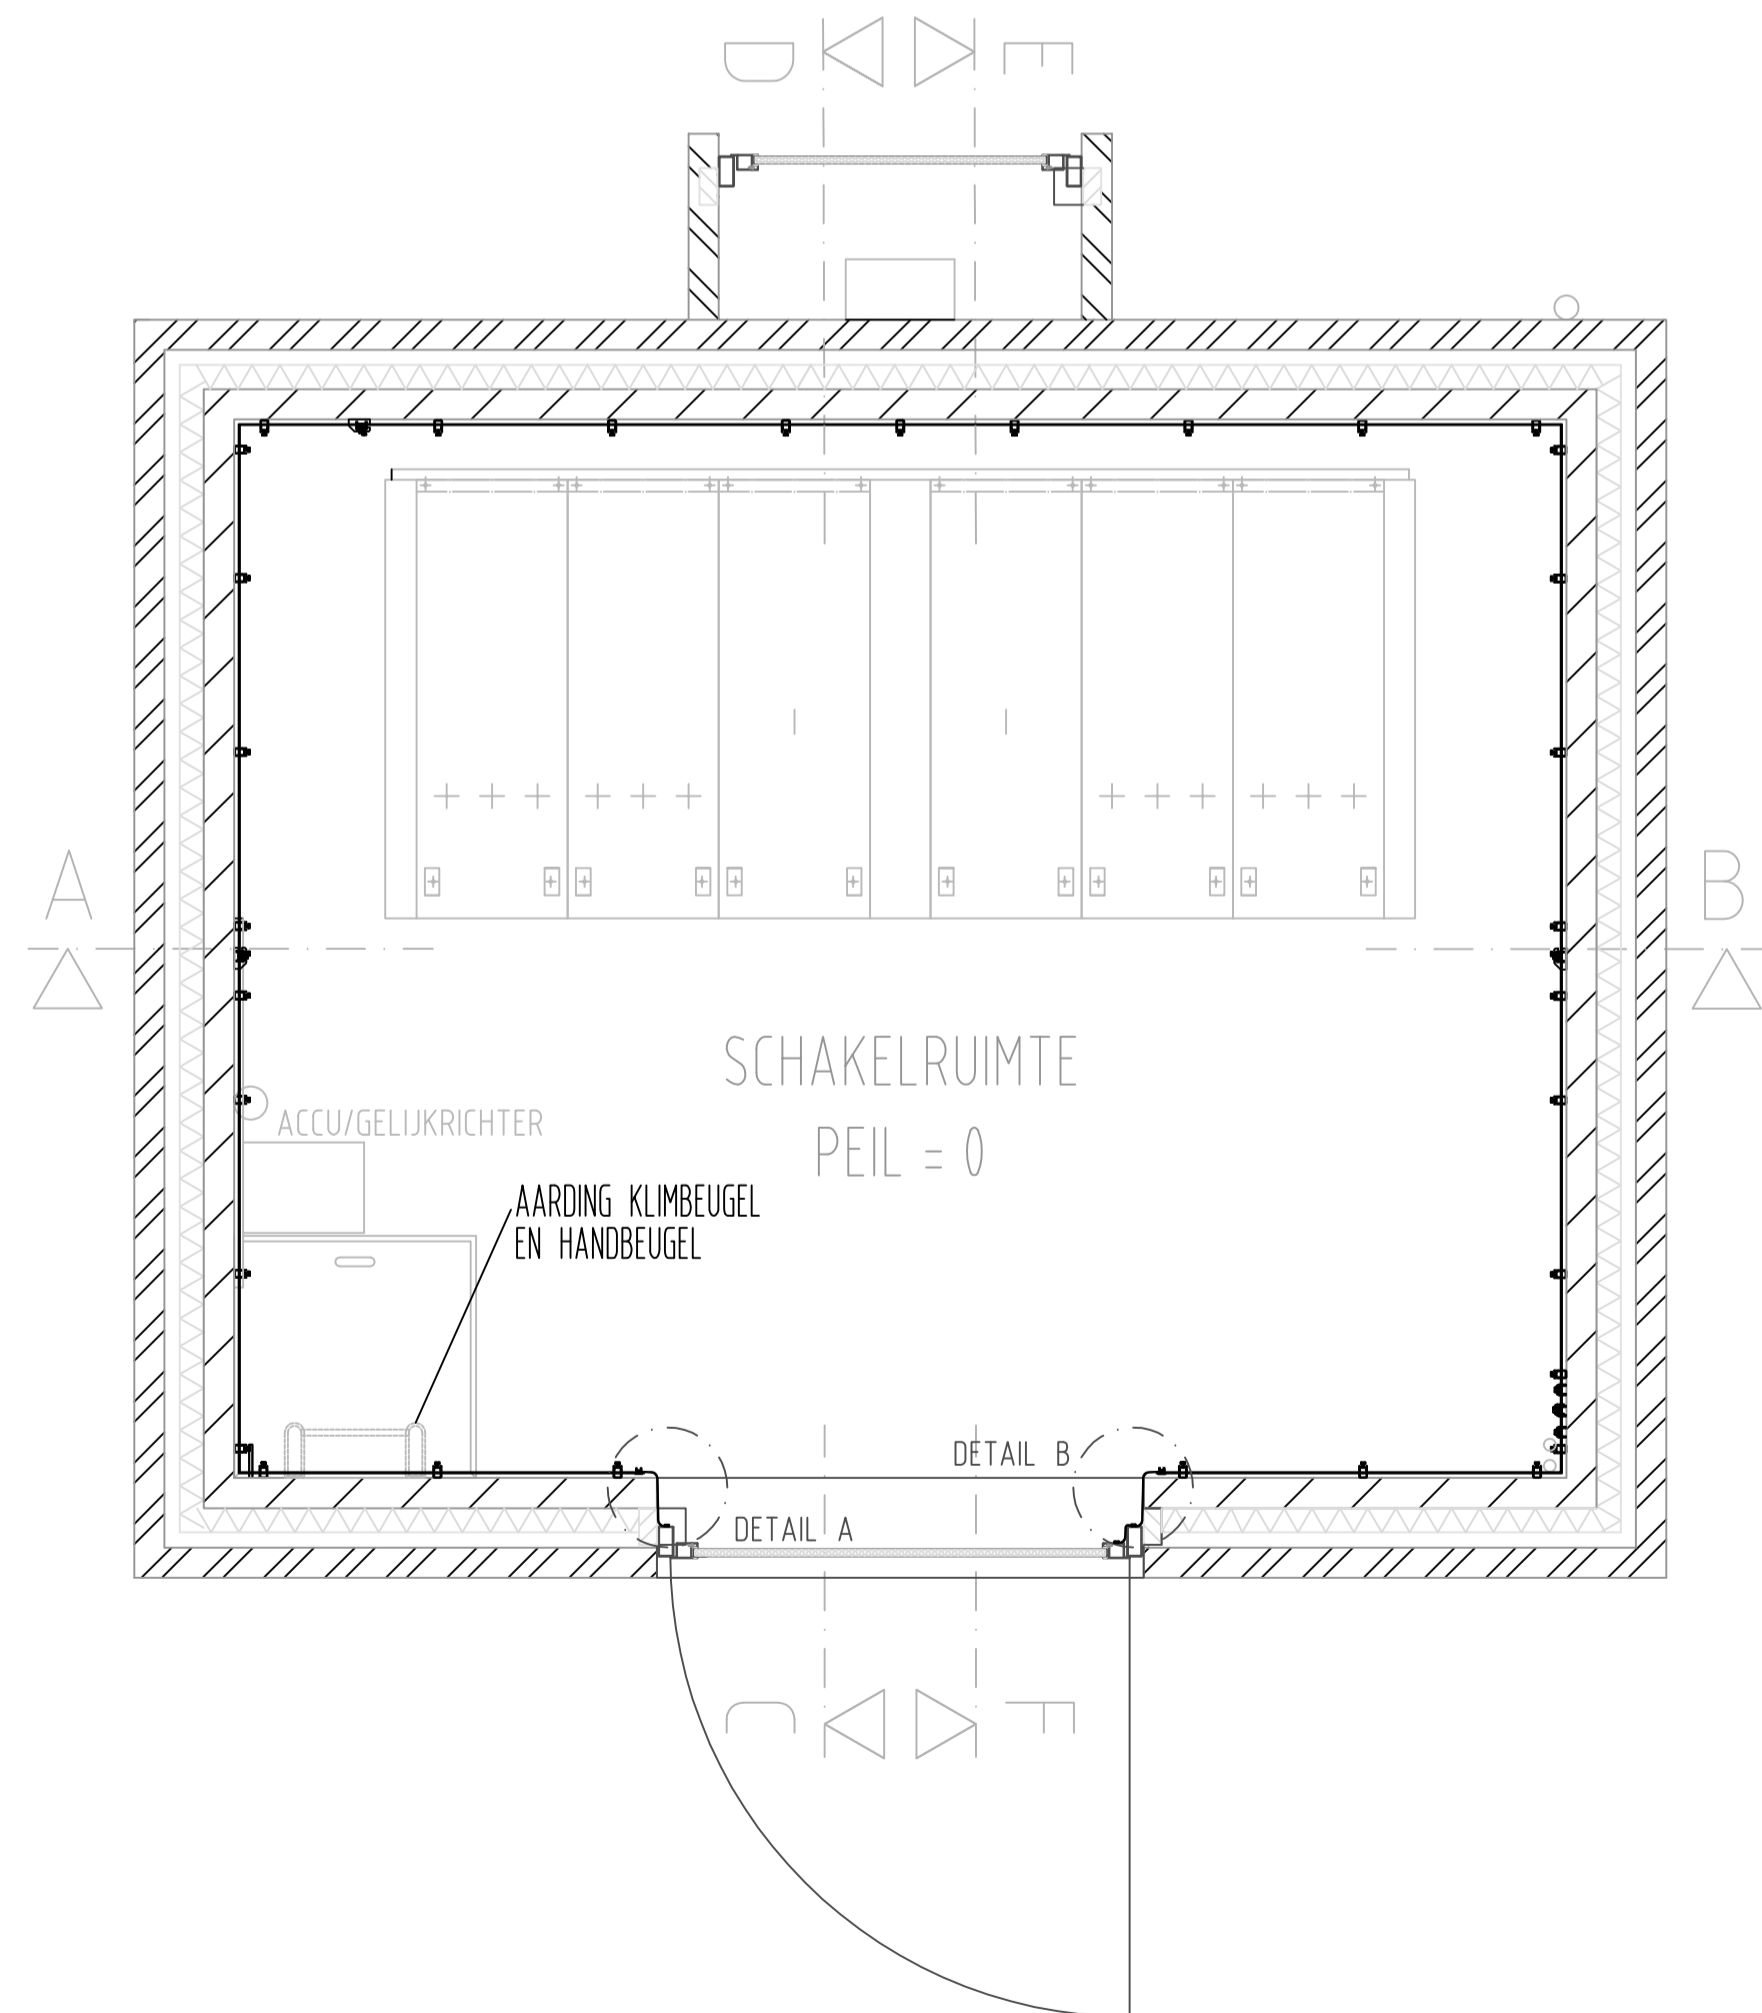 D E
A
B
SCHAKELRUIMTE
PEIL = 0
ACCU/GELIJKRICHTER
AARDING KLIMBEUGEL
EN HANDBEUGEL
DETAIL B
DETAIL A
C F